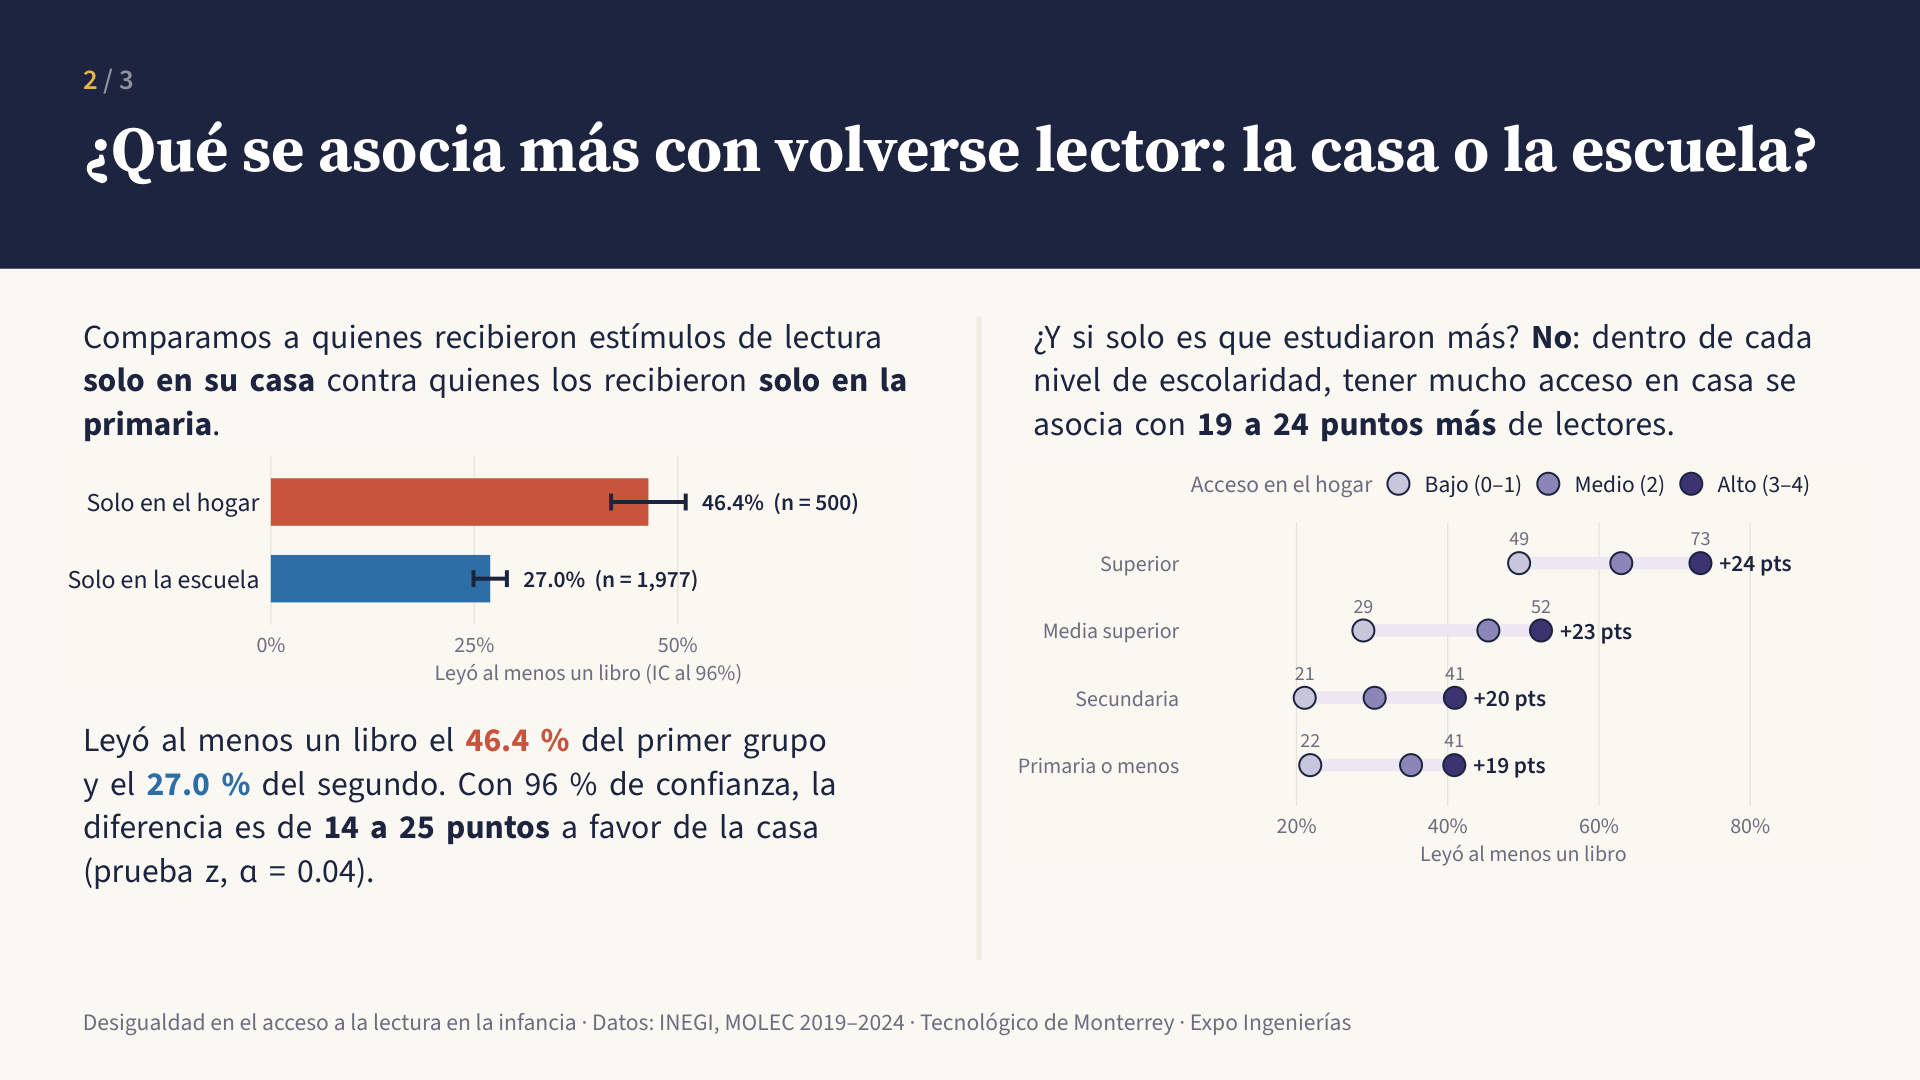 2 / 3
¿Qué se asocia más con volverse lector: la casa o la escuela?
Comparamos a quienes recibieron estímulos de lectura
solo en su casa contra quienes los recibieron solo en la
primaria.
Solo en el hogar
46.4% (n = 500)
Solo en la escuela
27.0% (n = 1,977)
0% 25% 50%
Leyó al menos un libro (IC al 96%)
Leyó al menos un libro el 46.4 % del primer grupo
y el 27.0 % del segundo. Con 96 % de confianza, la
diferencia es de 14 a 25 puntos a favor de la casa
(prueba z, α = 0.04).
¿Y si solo es que estudiaron más? No: dentro de cada
nivel de escolaridad, tener mucho acceso en casa se
asocia con 19 a 24 puntos más de lectores.
Acceso en el hogar Bajo (0–1) Medio (2) Alto (3–4)
49 73
Superior +24 pts
29 52
Media superior +23 pts
21 41
Secundaria +20 pts
22 41
Primaria o menos +19 pts
20% 40% 60% 80%
Leyó al menos un libro
Desigualdad en el acceso a la lectura en la infancia · Datos: INEGI, MOLEC 2019–2024 · Tecnológico de Monterrey · Expo Ingenierías